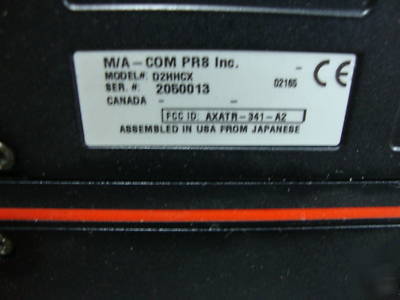 M/A-COM PRS Inc.
MODEL#: D2HHCX 02165 CE
SER. #: 2050013
CANADA -
FCC ID: AXATR-341-A2
ASSEMBLED IN USA FROM JAPANESE